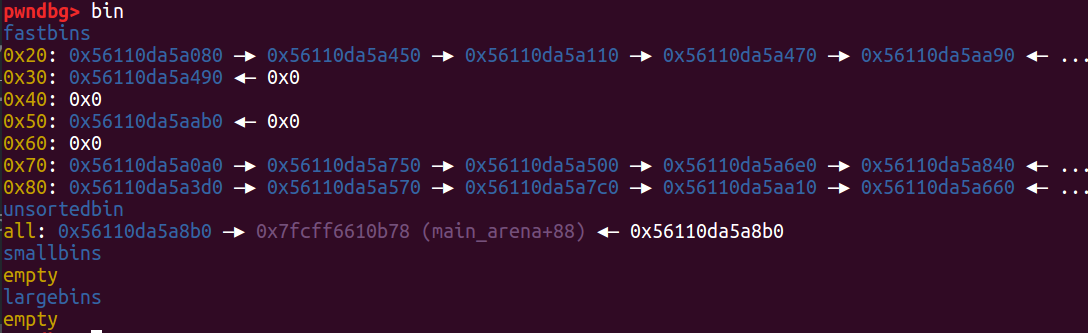 pwndbg> bin
fastbins
0x20: 0x56110da5a080 —▸ 0x56110da5a450 —▸ 0x56110da5a110 —▸ 0x56110da5a470 —▸ 0x56110da5aa90 ◂— ...
0x30: 0x56110da5a490 ◂— 0x0
0x40: 0x0
0x50: 0x56110da5aab0 ◂— 0x0
0x60: 0x0
0x70: 0x56110da5a0a0 —▸ 0x56110da5a750 —▸ 0x56110da5a500 —▸ 0x56110da5a6e0 —▸ 0x56110da5a840 ◂— ...
0x80: 0x56110da5a3d0 —▸ 0x56110da5a570 —▸ 0x56110da5a7c0 —▸ 0x56110da5aa10 —▸ 0x56110da5a660 ◂— ...
unsortedbin
all: 0x56110da5a8b0 —▸ 0x7fcff6610b78 (main_arena+88) ◂— 0x56110da5a8b0
smallbins
empty
largebins
empty